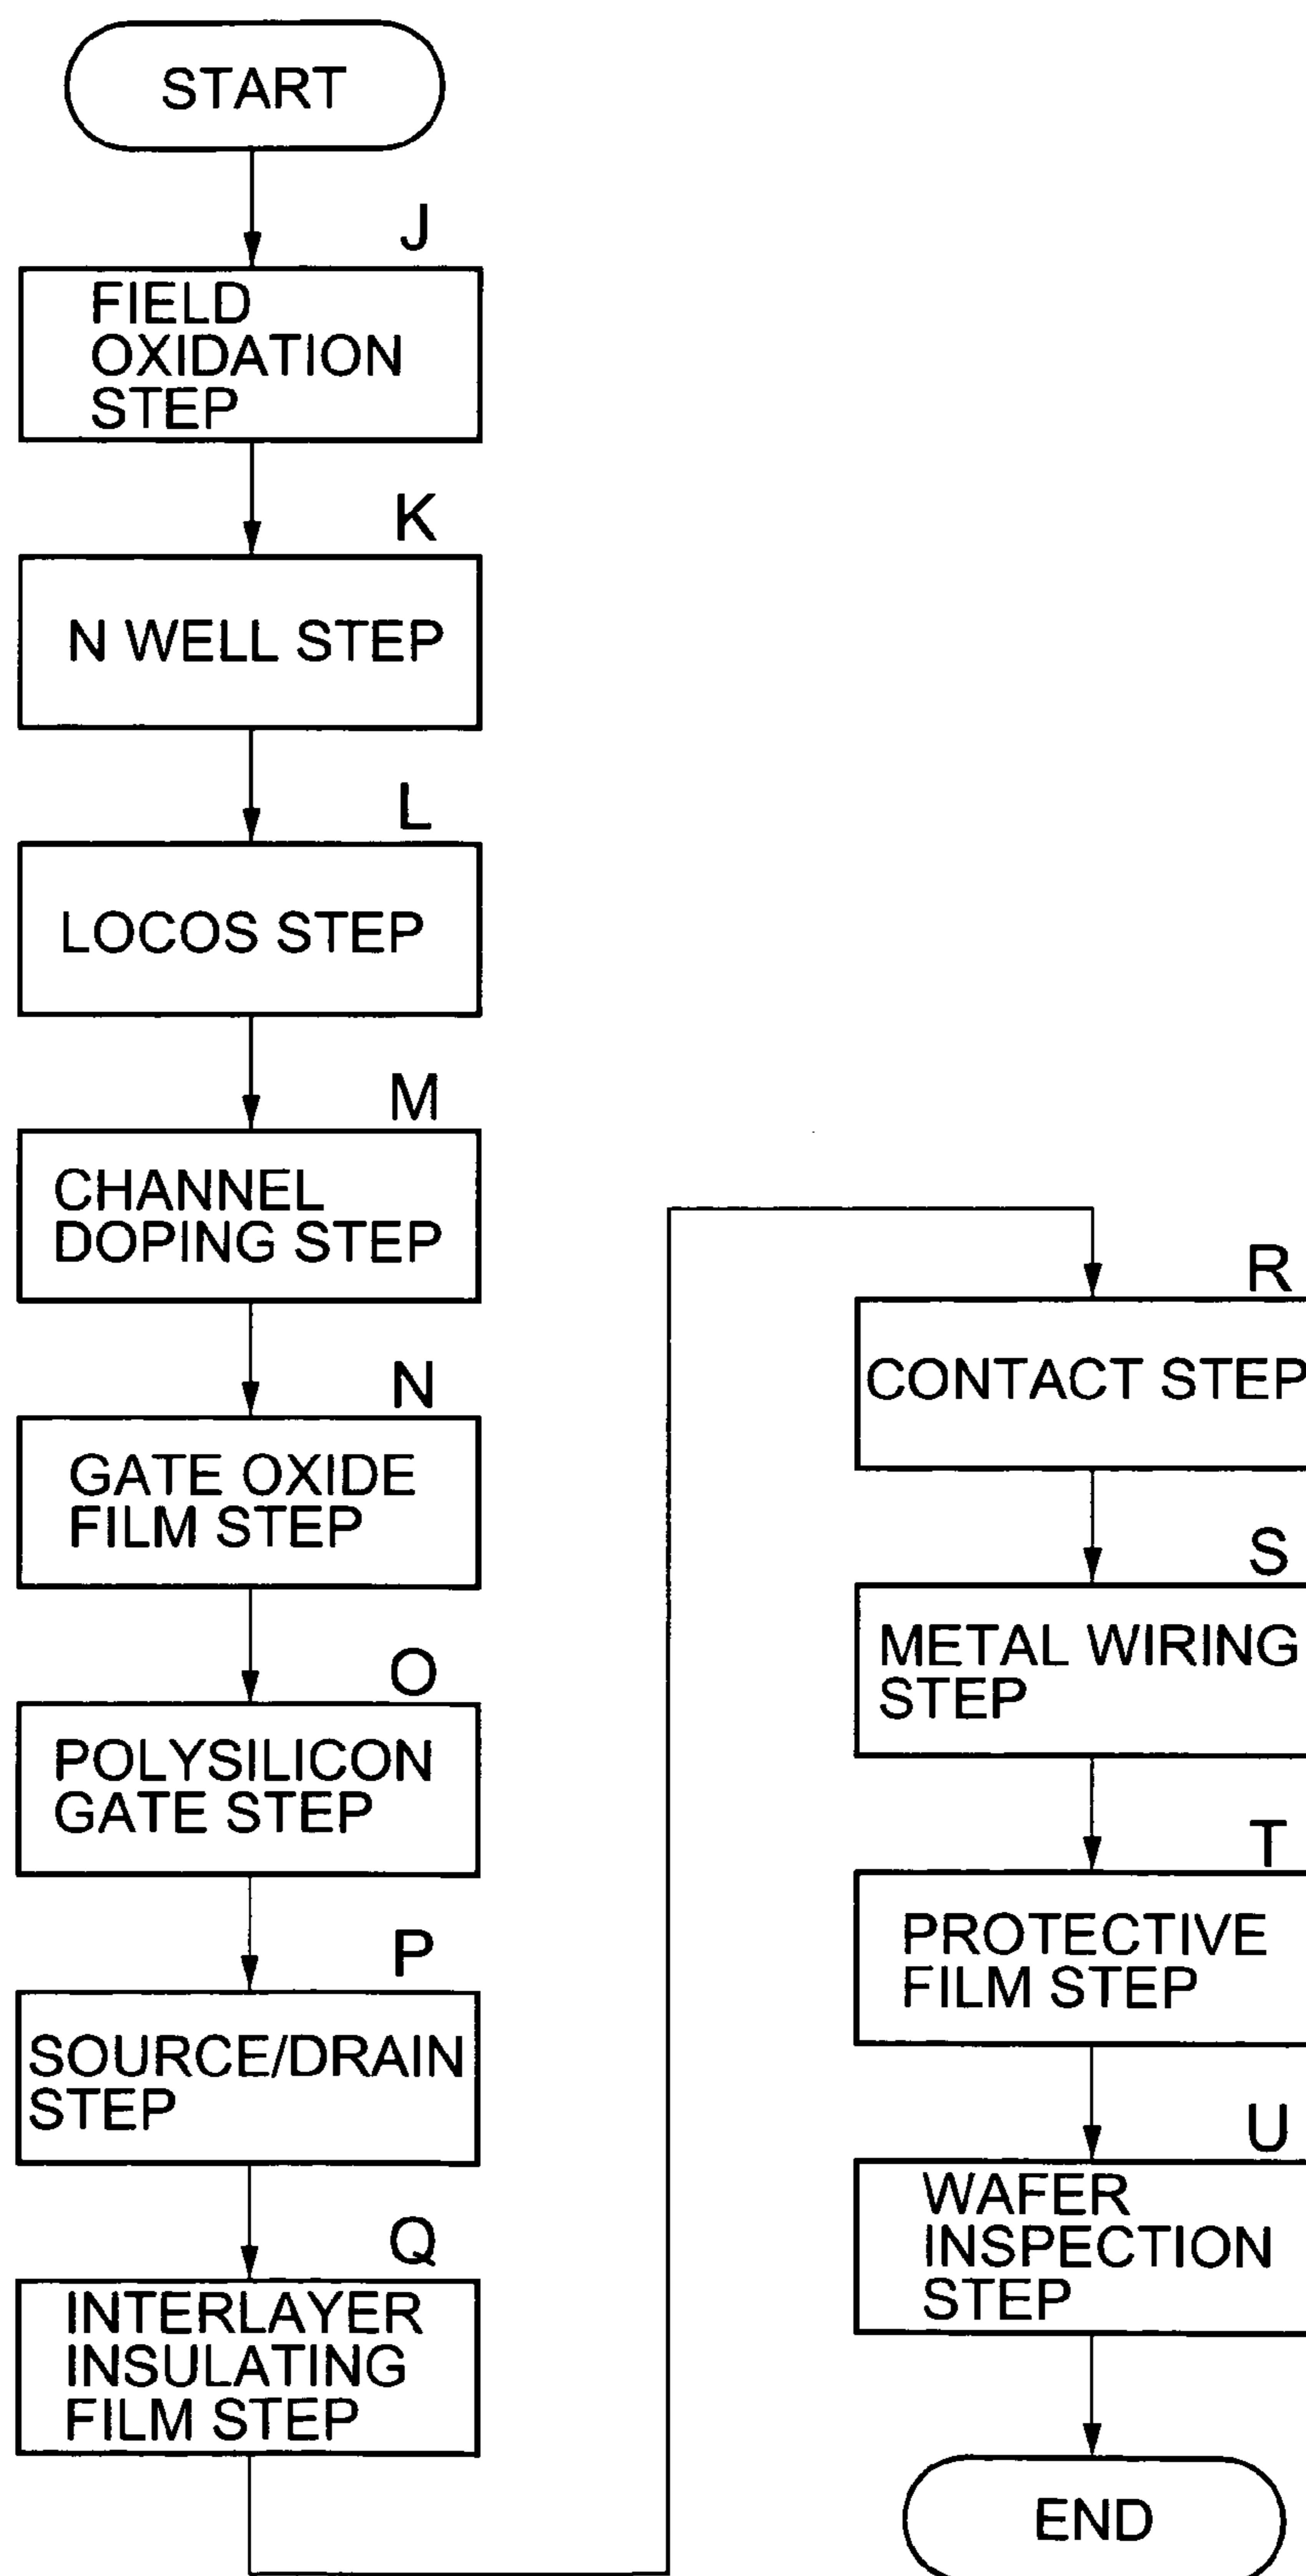 START
J
FIELD
OXIDATION
STEP
K
N WELL STEP
L
LOCOS STEP
M
CHANNEL
DOPING STEP
N
GATE OXIDE
FILM STEP
O
POLYSILICON
GATE STEP
P
SOURCE/DRAIN
STEP
Q
INTERLAYER
INSULATING
FILM STEP
R
CONTACT STEP
S
METAL WIRING
STEP
T
PROTECTIVE
FILM STEP
U
WAFER
INSPECTION
STEP
END